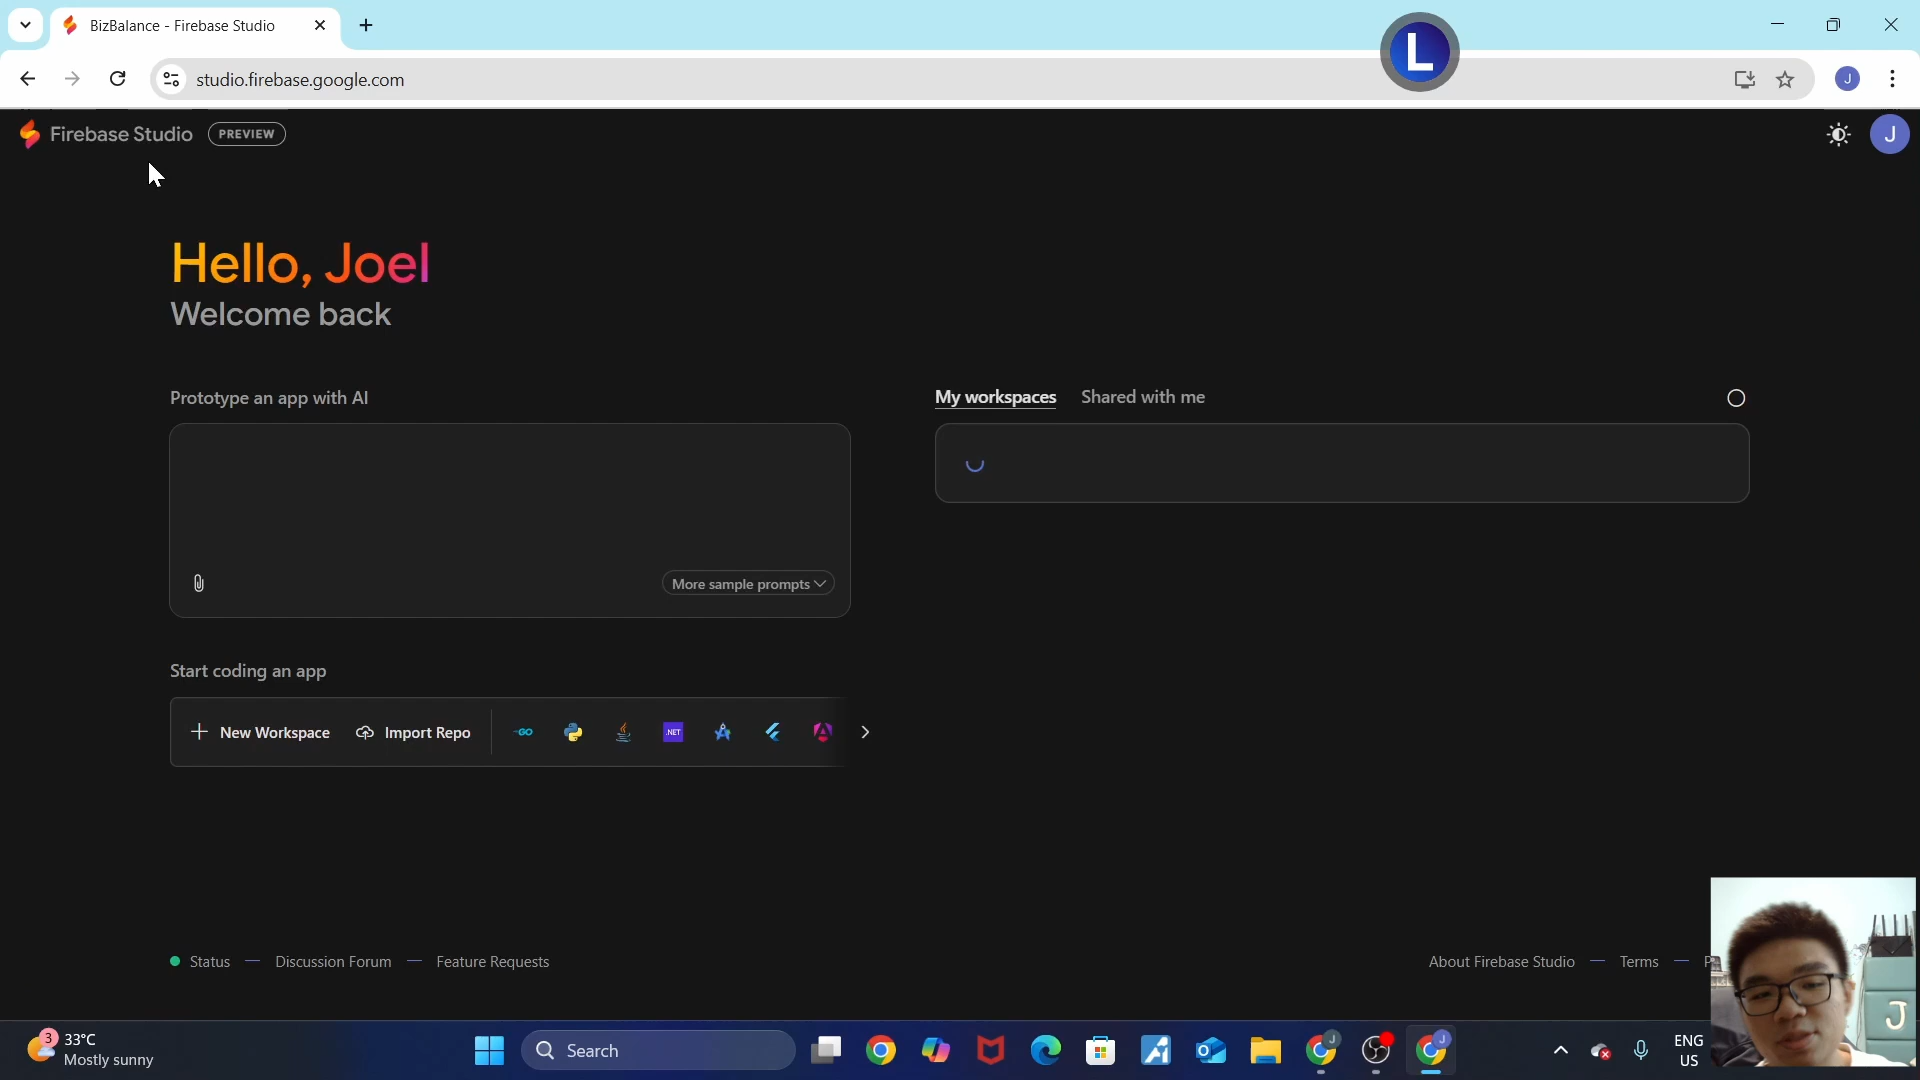 BizBalance - Firebase Studio
L
studio.firebase.google.com
J
Firebase Studio PREVIEW
J
Hello, Joel
Welcome back
Prototype an app with AI
My workspaces Shared with me
More sample prompts
Start coding an app
New Workspace Import Repo
GO
.NET
Status — Discussion Forum — Feature Requests
About Firebase Studio — Terms —
J
3 33°C
Mostly sunny
Search
J
J
ENG
US